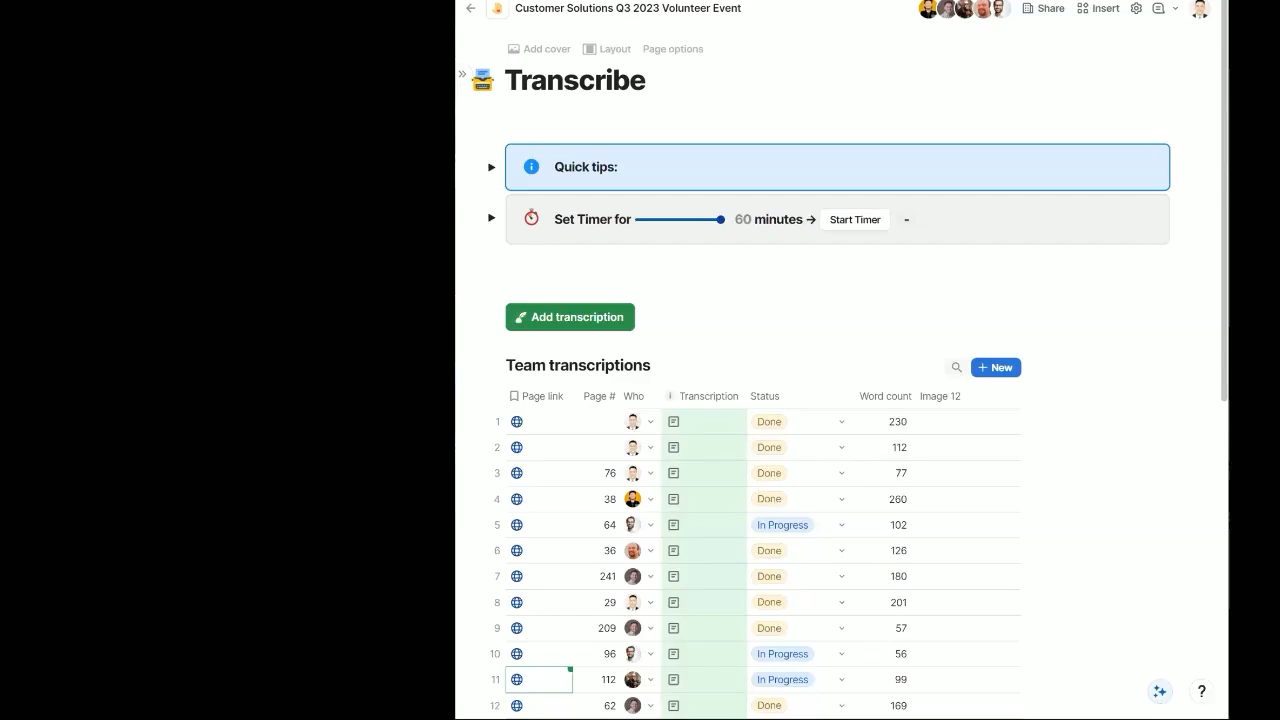 Customer Solutions Q3 2023 Volunteer Event
Share Insert
Add cover Layout Page options
Transcribe
Quick tips:
Set Timer for 60 minutes → Start Timer -
Add transcription
Team transcriptions
+ New
Page link Page # Who Transcription Status Word count Image 12
1 Done 230
2 Done 112
3 76 Done 77
4 38 Done 260
5 64 In Progress 102
6 36 Done 126
7 241 Done 180
8 29 Done 201
9 209 Done 57
10 96 In Progress 56
11 112 In Progress 99
12 62 Done 169
?